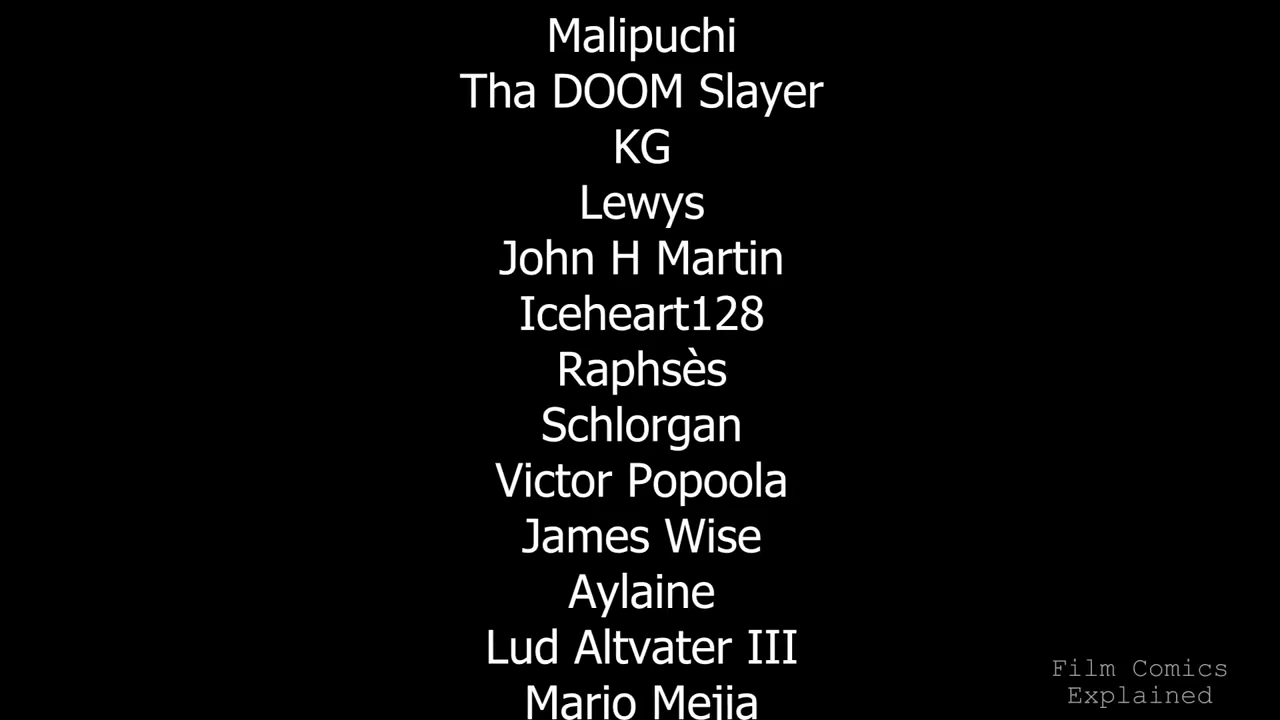 Malipuchi
Tha DOOM Slayer
KG
Lewys
John H Martin
Iceheart128
Raphsès
Schlorgan
Victor Popoola
James Wise
Aylaine
Lud Altvater III
Mario Mejia
Film Comics
Explained